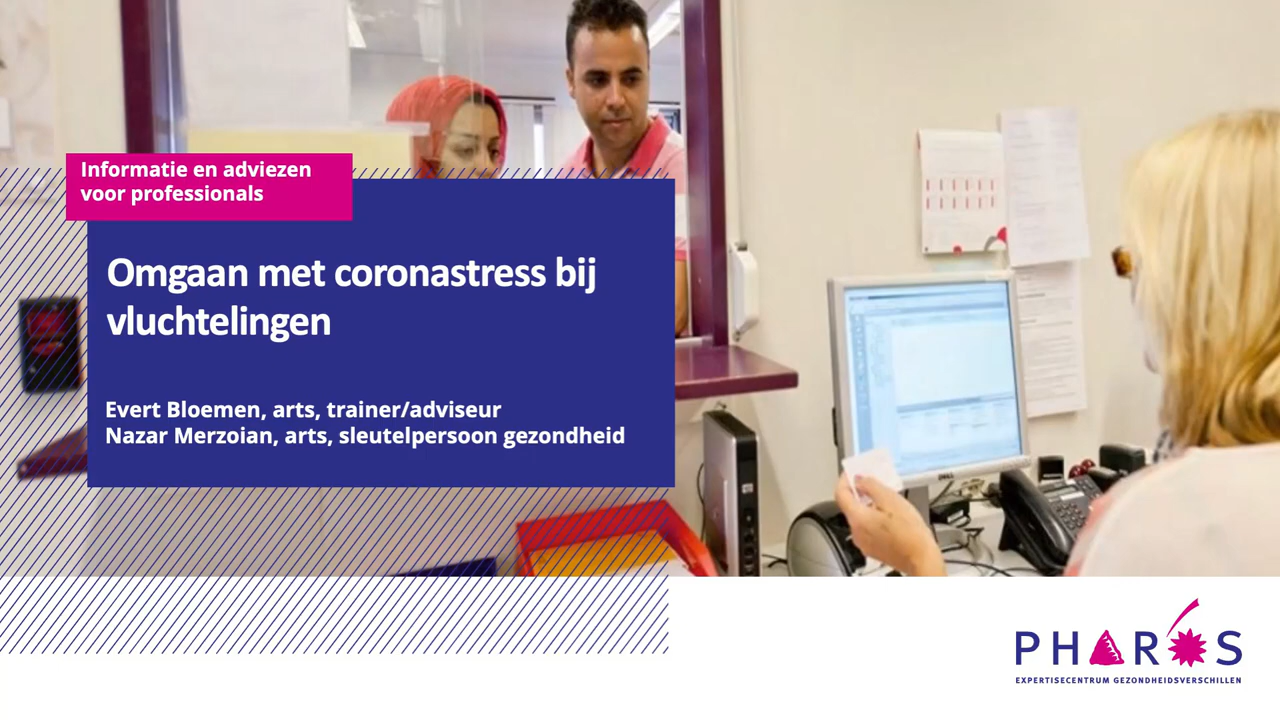 Informatie en adviezen
voor professionals
Omgaan met coronastress bij
vluchtelingen
Evert Bloemen, arts, trainer/adviseur
Nazar Merzoian, arts, sleutelpersoon gezondheid
DELL
PHAROS
EXPERTISECENTRUM GEZONDHEIDSVERSCHILLEN